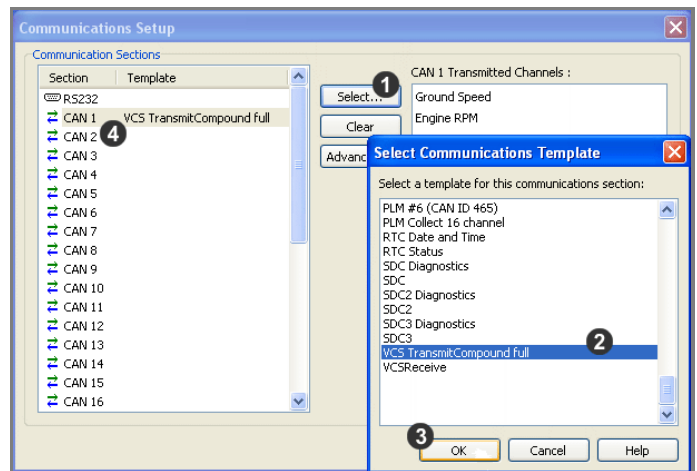 Communications Setup
Communication Sections
Section Template
RS232
CAN 1 VCS TransmitCompound full
CAN 2
CAN 3
CAN 4
CAN 5
CAN 6
CAN 7
CAN 8
CAN 9
CAN 10
CAN 11
CAN 12
CAN 13
CAN 14
CAN 15
CAN 16
4
Select...
1
Clear
Advanc
CAN 1 Transmitted Channels :
Ground Speed
Engine RPM
Select Communications Template
Select a template for this communications section:
PLM #6 (CAN ID 465)
PLM Collect 16 channel
RTC Date and Time
RTC Status
SDC Diagnostics
SDC
SDC2 Diagnostics
SDC2
SDC3 Diagnostics
SDC3
VCS TransmitCompound full
2
VCSReceive
3
OK Cancel Help